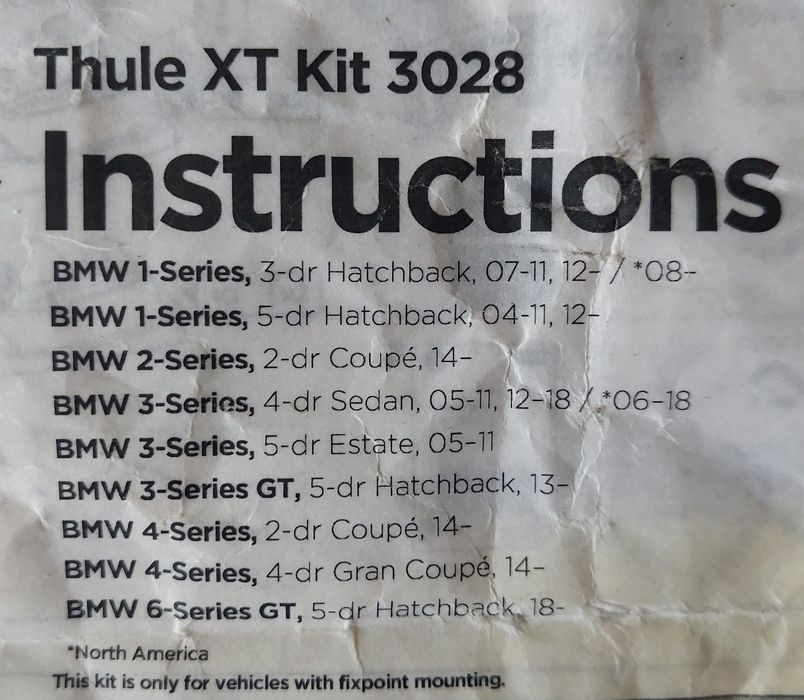 Thule XT Kit 3028
Instructions
BMW 1-Series, 3-dr Hatchback, 07-11, 12– / *08–
BMW 1-Series, 5-dr Hatchback, 04-11, 12–
BMW 2-Series, 2-dr Coupé, 14–
BMW 3-Series, 4-dr Sedan, 05-11, 12–18 / *06–18
BMW 3-Series, 5-dr Estate, 05-11
BMW 3-Series GT, 5-dr Hatchback, 13–
BMW 4-Series, 2-dr Coupé, 14–
BMW 4-Series, 4-dr Gran Coupé, 14–
BMW 6-Series GT, 5-dr Hatchback, 18-
*North America
This kit is only for vehicles with fixpoint mounting.